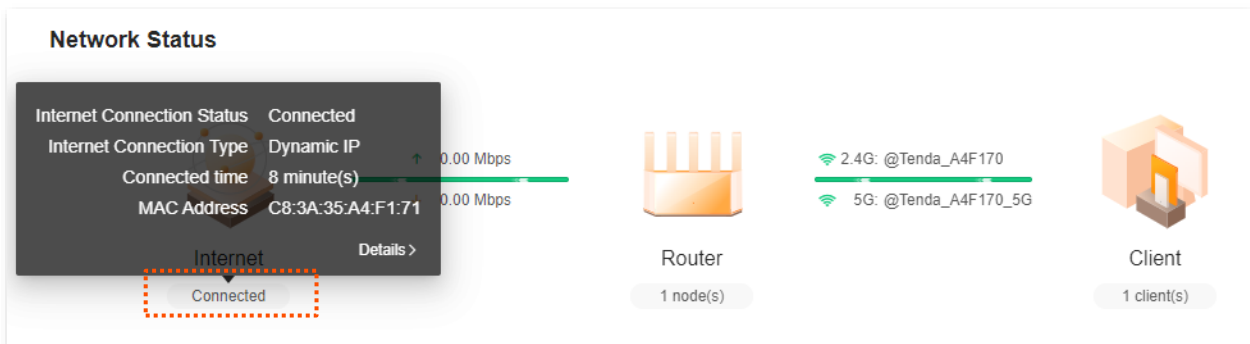 Network Status
Internet Connection Status Connected
Internet Connection Type Dynamic IP
Connected time 8 minute(s)
MAC Address C8:3A:35:A4:F1:71
Details >
0.00 Mbps
0.00 Mbps
2.4G: @Tenda_A4F170
5G: @Tenda_A4F170_5G
Internet
Router
Client
Connected
1 node(s)
1 client(s)